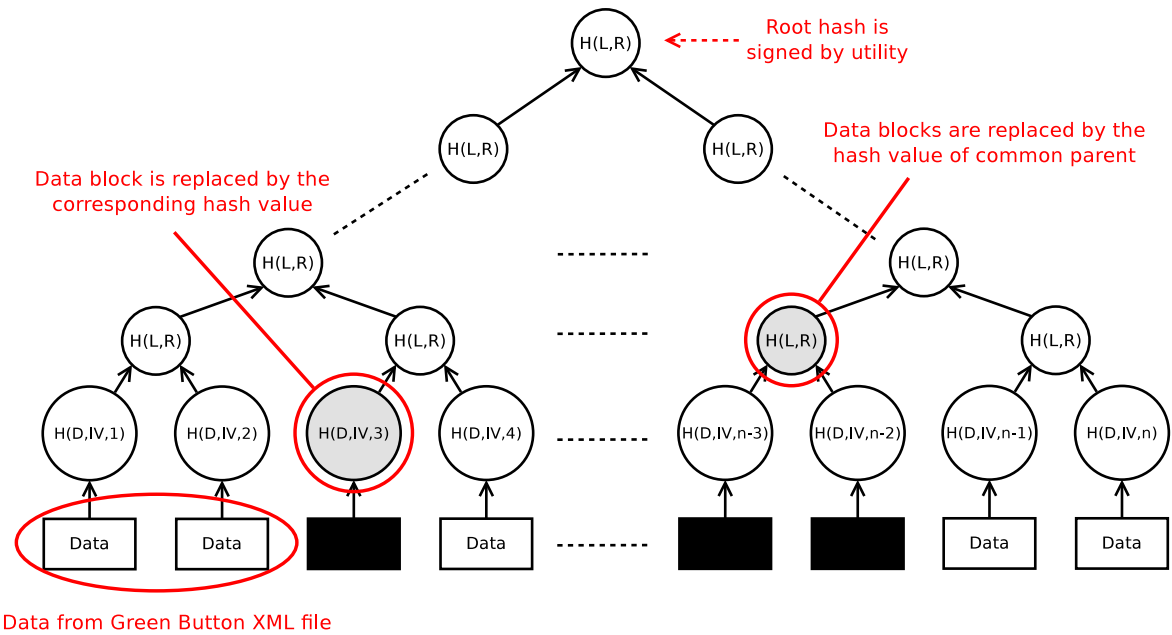 Root hash is
signed by utility
H(L,R)
H(L,R)
H(L,R)
Data blocks are replaced by the
hash value of common parent
Data block is replaced by the
corresponding hash value
H(L,R)
H(L,R)
H(L,R)
H(L,R)
H(L,R)
H(L,R)
H(D,IV,1)
H(D,IV,2)
H(D,IV,3)
H(D,IV,4)
H(D,IV,n-3)
H(D,IV,n-2)
H(D,IV,n-1)
H(D,IV,n)
Data
Data
Data
Data
Data
Data from Green Button XML file